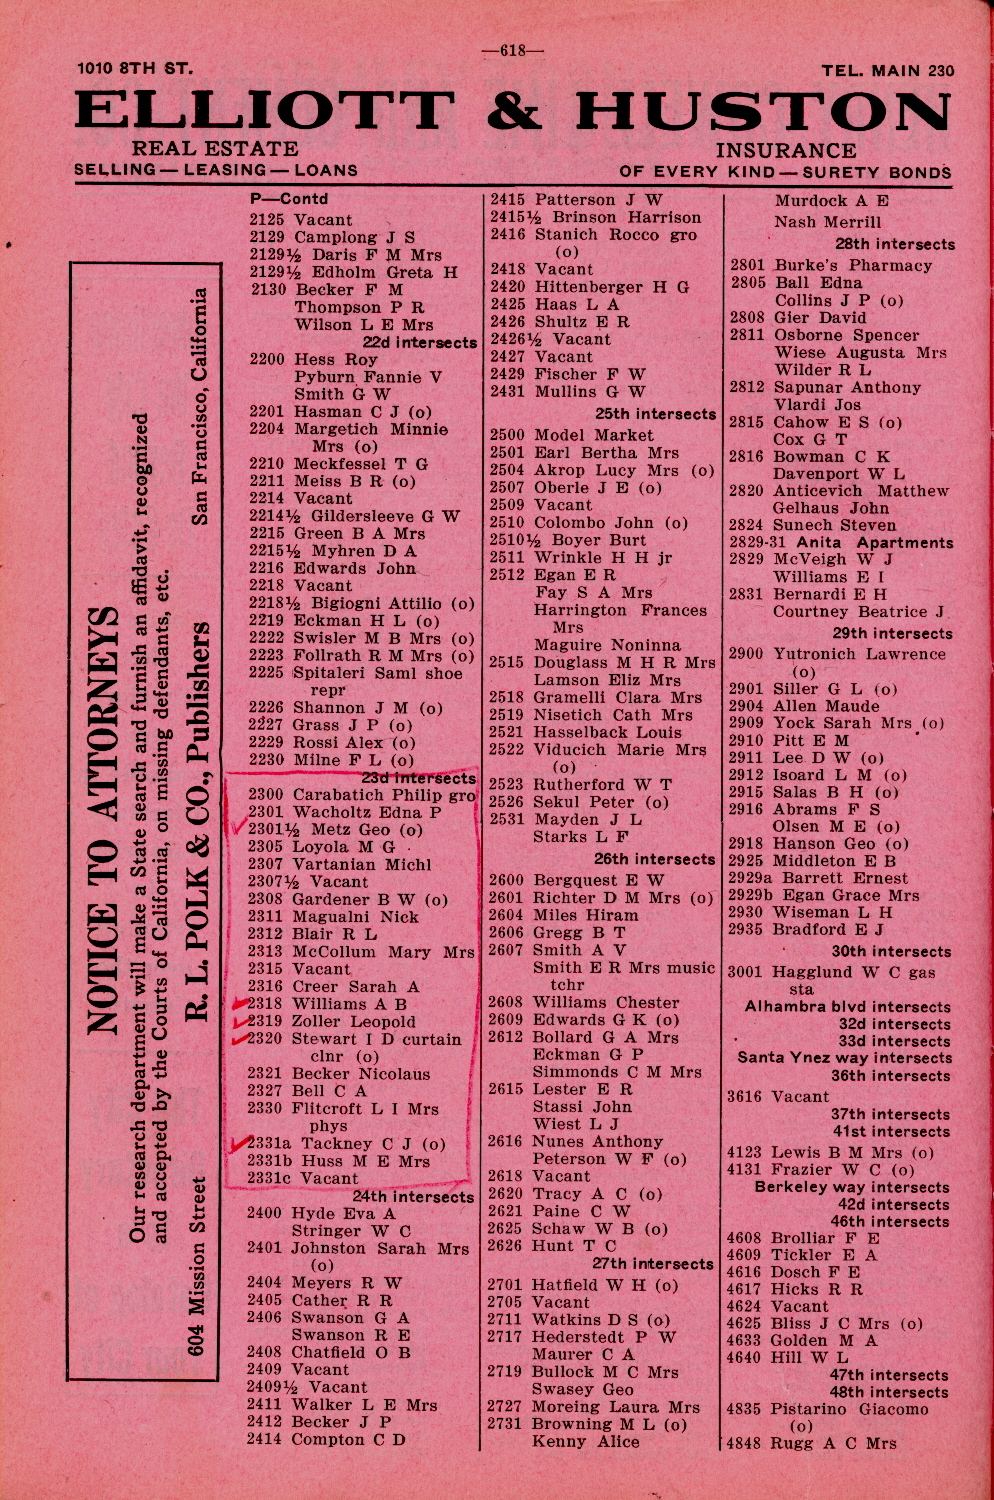 —618—
1010 8TH ST.
TEL. MAIN 230
ELLIOTT & HUSTON
REAL ESTATE
INSURANCE
SELLING — LEASING — LOANS
OF EVERY KIND — SURETY BONDS
NOTICE TO ATTORNEYS
Our research department will make a State search and furnish an affidavit, recognized
and accepted by the Courts of California, on missing defendants, etc.
R. L. POLK & CO., Publishers
604 Mission Street
San Francisco, California
P—Contd
2125 Vacant
2129 Camplong J S
2129½ Daris F M Mrs
2129½ Edholm Greta H
2130 Becker F M
Thompson P R
Wilson L E Mrs
22d intersects
2200 Hess Roy
Pyburn Fannie V
Smith G W
2201 Hasman C J (o)
2204 Margetich Minnie
Mrs (o)
2210 Meckfessel T G
2211 Meiss B R (o)
2214 Vacant
2214½ Gildersleeve G W
2215 Green B A Mrs
2215½ Myhren D A
2216 Edwards John
2218 Vacant
2218½ Bigiogni Attilio (o)
2219 Eckman H L (o)
2222 Swisler M B Mrs (o)
2223 Follrath R M Mrs (o)
2225 Spitaleri Saml shoe
repr
2226 Shannon J M (o)
2227 Grass J P (o)
2229 Rossi Alex (o)
2230 Milne F L (o)
23d intersects
2300 Carabatich Philip gro
2301 Wacholtz Edna P
2301½ Metz Geo (o)
2305 Loyola M G
2307 Vartanian Michl
2307½ Vacant
2308 Gardener B W (o)
2311 Magualni Nick
2312 Blair R L
2313 McCollum Mary Mrs
2315 Vacant
2316 Creer Sarah A
2318 Williams A B
2319 Zoller Leopold
2320 Stewart I D curtain
clnr (o)
2321 Becker Nicolaus
2327 Bell C A
2330 Flitcroft L I Mrs
phys
2331a Tackney C J (o)
2331b Huss M E Mrs
2331c Vacant
24th intersects
2400 Hyde Eva A
Stringer W C
2401 Johnston Sarah Mrs
(o)
2404 Meyers R W
2405 Cather R R
2406 Swanson G A
Swanson R E
2408 Chatfield O B
2409 Vacant
2409½ Vacant
2411 Walker L E Mrs
2412 Becker J P
2414 Compton C D
2415 Patterson J W
2415½ Brinson Harrison
2416 Stanich Rocco gro
(o)
2418 Vacant
2420 Hittenberger H G
2425 Haas L A
2426 Shultz E R
2426½ Vacant
2427 Vacant
2429 Fischer F W
2431 Mullins G W
25th intersects
2500 Model Market
2501 Earl Bertha Mrs
2504 Akrop Lucy Mrs (o)
2507 Oberle J E (o)
2509 Vacant
2510 Colombo John (o)
2510½ Boyer Burt
2511 Wrinkle H H jr
2512 Egan E R
Fay S A Mrs
Harrington Frances
Mrs
Maguire Noninna
2515 Douglass M H R Mrs
Lamson Eliz Mrs
2518 Gramelli Clara Mrs
2519 Nisetich Cath Mrs
2521 Hasselback Louis
2522 Viducich Marie Mrs
(o)
2523 Rutherford W T
2526 Sekul Peter (o)
2531 Mayden J L
Starks L F
26th intersects
2600 Bergquest E W
2601 Richter D M Mrs (o)
2604 Miles Hiram
2606 Gregg B T
2607 Smith A V
Smith E R Mrs music
tchr
2608 Williams Chester
2609 Edwards G K (o)
2612 Bollard G A Mrs
Eckman G P
Simmonds C M Mrs
2615 Lester E R
Stassi John
Wiest L J
2616 Nunes Anthony
Peterson W F (o)
2618 Vacant
2620 Tracy A C (o)
2621 Paine C W
2625 Schaw W B (o)
2626 Hunt T C
27th intersects
2701 Hatfield W H (o)
2705 Vacant
2711 Watkins D S (o)
2717 Hederstedt P W
Maurer C A
2719 Bullock M C Mrs
Swasey Geo
2727 Moreing Laura Mrs
2731 Browning M L (o)
Kenny Alice
Murdock A E
Nash Merrill
28th intersects
2801 Burke's Pharmacy
2805 Ball Edna
Collins J P (o)
2808 Gier David
2811 Osborne Spencer
Wiese Augusta Mrs
Wilder R L
2812 Sapunar Anthony
Vlardi Jos
2815 Cahow E S (o)
Cox G T
2816 Bowman C K
Davenport W L
2820 Anticevich Matthew
Gelhaus John
2824 Sunech Steven
2829-31 Anita Apartments
2829 McVeigh W J
Williams E I
2831 Bernardi E H
Courtney Beatrice J
29th intersects
2900 Yutronich Lawrence
(o)
2901 Siller G L (o)
2904 Allen Maude
2909 Yock Sarah Mrs (o)
2910 Pitt E M
2911 Lee D W (o)
2912 Isoard L M (o)
2915 Salas B H (o)
2916 Abrams F S
Olsen M E (o)
2918 Hanson Geo (o)
2925 Middleton E B
2929a Barrett Ernest
2929b Egan Grace Mrs
2930 Wiseman L H
2935 Bradford E J
30th intersects
3001 Hagglund W C gas
sta
Alhambra blvd intersects
32d intersects
33d intersects
Santa Ynez way intersects
36th intersects
3616 Vacant
37th intersects
41st intersects
4123 Lewis B M Mrs (o)
4131 Frazier W C (o)
Berkeley way intersects
42d intersects
46th intersects
4608 Brolliar F E
4609 Tickler E A
4616 Dosch F E
4617 Hicks R R
4624 Vacant
4625 Bliss J C Mrs (o)
4633 Golden M A
4640 Hill W L
47th intersects
48th intersects
4835 Pistarino Giacomo
(o)
4848 Rugg A C Mrs